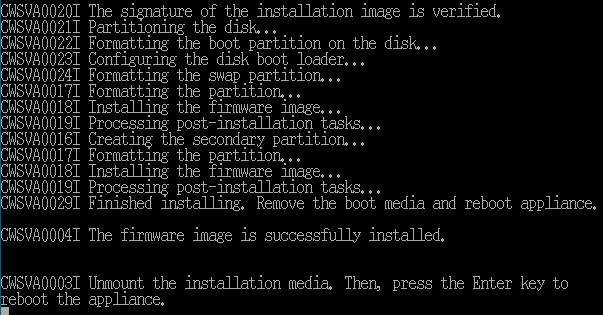 CWSVA0020I The signature of the installation image is verified.
CWSVA0021I Partitioning the disk...
CWSVA0022I Formatting the boot partition on the disk...
CWSVA0023I Configuring the disk boot loader...
CWSVA0024I Formatting the swap partition...
CWSVA0017I Formatting the partition...
CWSVA0018I Installing the firmware image...
CWSVA0019I Processing post-installation tasks...
CWSVA0016I Creating the secondary partition...
CWSVA0017I Formatting the partition...
CWSVA0018I Installing the firmware image...
CWSVA0019I Processing post-installation tasks...
CWSVA0029I Finished installing. Remove the boot media and reboot appliance.
CWSVA0004I The firmware image is successfully installed.
CWSVA0003I Unmount the installation media. Then, press the Enter key to
reboot the appliance.